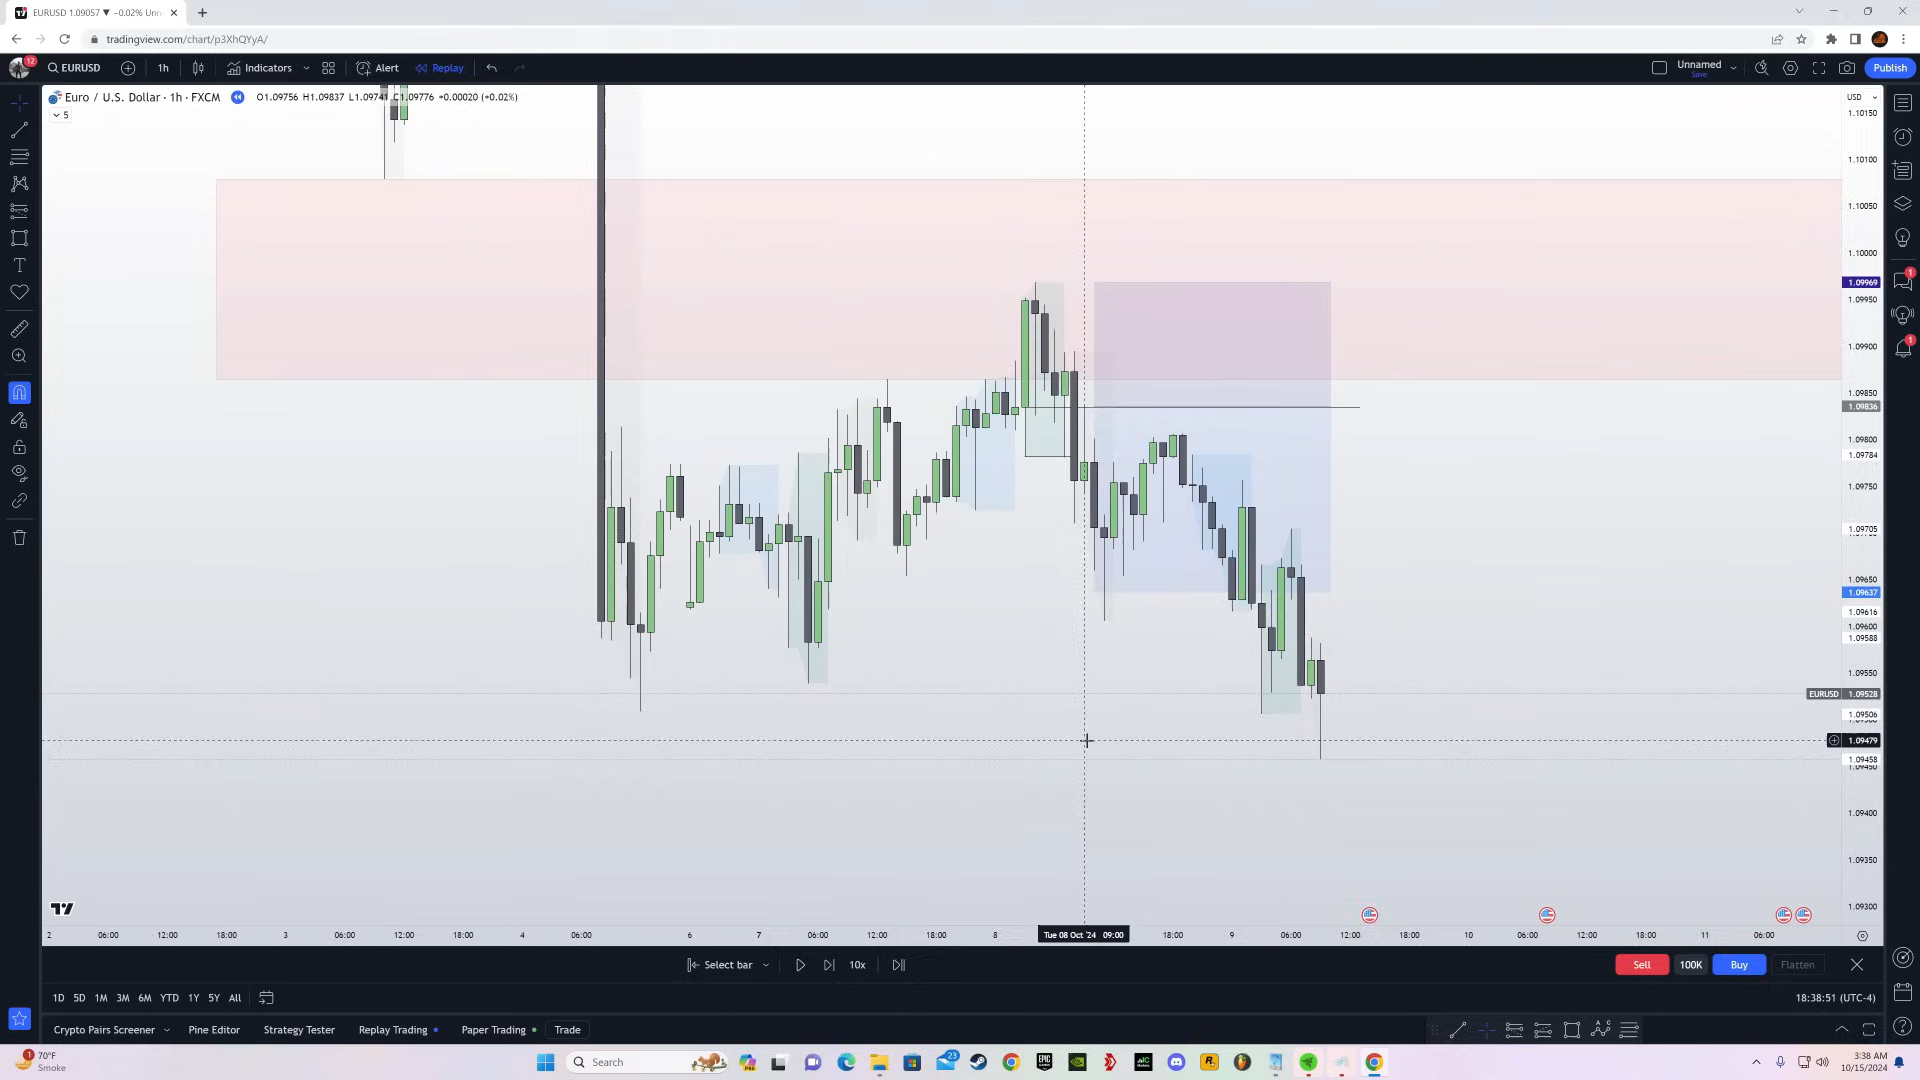 EURUSD 1.09057 ▼ −0.02% Unn
tradingview.com/chart/p3XhQYyA/
12
EURUSD
1h
Indicators
Alert
Replay
Unnamed
Save
Publish
Euro / U.S. Dollar · 1h · FXCM
O1.09756 H1.09837 L1.09741 C1.09776 +0.00020 (+0.02%)
5
USD
1.10150
1.10100
1.10050
1.10000
1.09969
1.09950
1.09900
1.09850
1.09836
1.09800
1.09784
1.09750
1.09705
1.09650
1.09637
1.09616
1.09600
1.09588
1.09550
EURUSD 1.09528
1.09506
1.09479
1.09458
1.09400
1.09350
1.09300
1
1
2 06:00 12:00 18:00 3 06:00 12:00 18:00 4 06:00 6 7 06:00 12:00 18:00 8 Tue 08 Oct '24 09:00 18:00 9 06:00 12:00 18:00 10 06:00 12:00 18:00 11 06:00
Select bar
10x
Sell
100K
Buy
Flatten
1D 5D 1M 3M 6M YTD 1Y 5Y All
18:38:51 (UTC-4)
Crypto Pairs Screener
Pine Editor
Strategy Tester
Replay Trading
Paper Trading
Trade
1
70°F
Smoke
Search
23
3:38 AM
10/15/2024